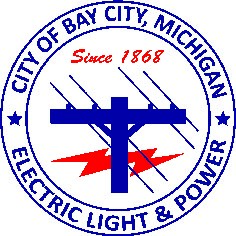 CITY OF BAY CITY, MICHIGAN
Since 1868
ELECTRIC LIGHT & POWER